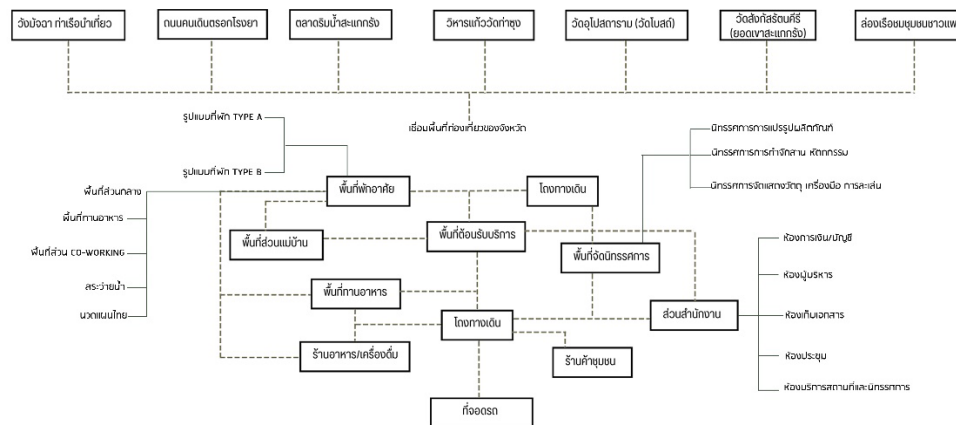 วังมัจฉา ท่าเรือนำเที่ยว
ถนนคนเดินตรอกโรงยา
ตลาดริมน้ำสะแกกรัง
วิหารแก้ววัดท่าซุง
วัดอุโปสถาราม (วัดโบสถ์)
วัดสังกัสรัตนคีรี
(ยอดเขาสะแกกรัง)
ล่องเรือชมชุมชนชาวแพ
เชื่อมพื้นที่ท่องเที่ยวของจังหวัด
รูปแบบที่พัก TYPE A
รูปแบบที่พัก TYPE B
นิทรรศการการแปรรูปผลิตภัณฑ์
นิทรรศการการทำจักสาน หัตถกรรม
นิทรรศการจัดแสดงวัตถุ เครื่องมือ การละเล่น
พื้นที่ส่วนกลาง
พื้นที่ทานอาหาร
พื้นที่ส่วน CO-WORKING
สระว่ายน้ำ
นวดแผนไทย
พื้นที่พักอาศัย
โถงทางเดิน
พื้นที่ส่วนแม่บ้าน
พื้นที่ต้อนรับบริการ
พื้นที่จัดนิทรรศการ
พื้นที่ทานอาหาร
โถงทางเดิน
ส่วนสำนักงาน
ร้านอาหาร/เครื่องดื่ม
ร้านค้าชุมชน
ที่จอดรถ
ห้องการเงิน/บัญชี
ห้องผู้บริหาร
ห้องเก็บเอกสาร
ห้องประชุม
ห้องบริการสถานที่และนิทรรศการ